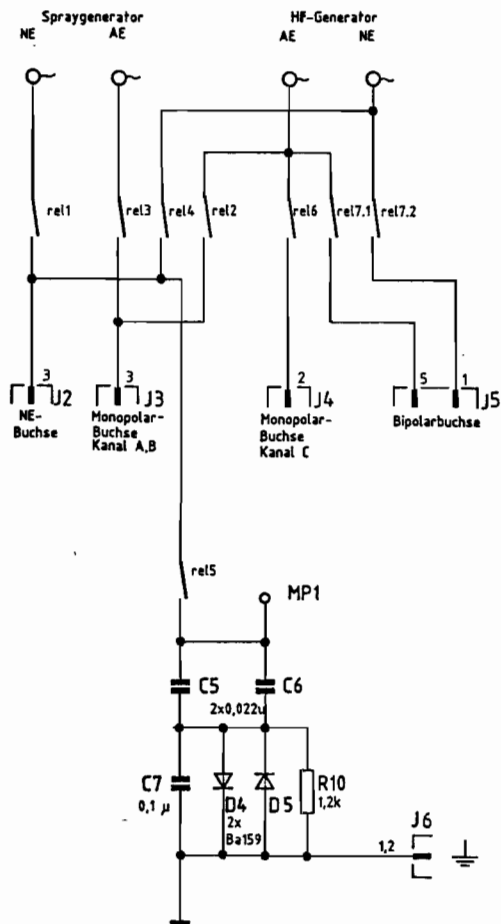 Spraygenerator HF-Generator
NE AE AE NE
rel1 rel3 rel4 rel2 rel6 rel7.1 rel7.2
3 J2 3 J3 2 J4 5 1 J5
NE-
Buchse
Monopolar-
Buchse
Kanal A,B
Monopolar-
Buchse
Kanal C
Bipolarbuchse
rel5
MP1
C5 C6
2x0,022u
C7
0,1 µ
D4
2x
Ba159
D5
R10
1,2k
J6
1,2